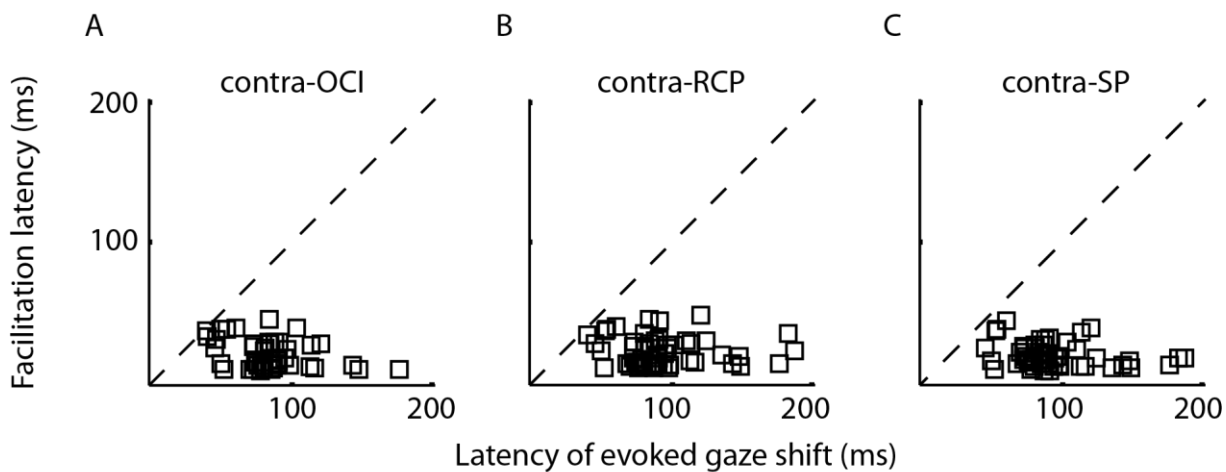 A
B
C
contra-OCI
contra-RCP
contra-SP
Facilitation latency (ms)
200
100
100
200
100
200
100
200
Latency of evoked gaze shift (ms)